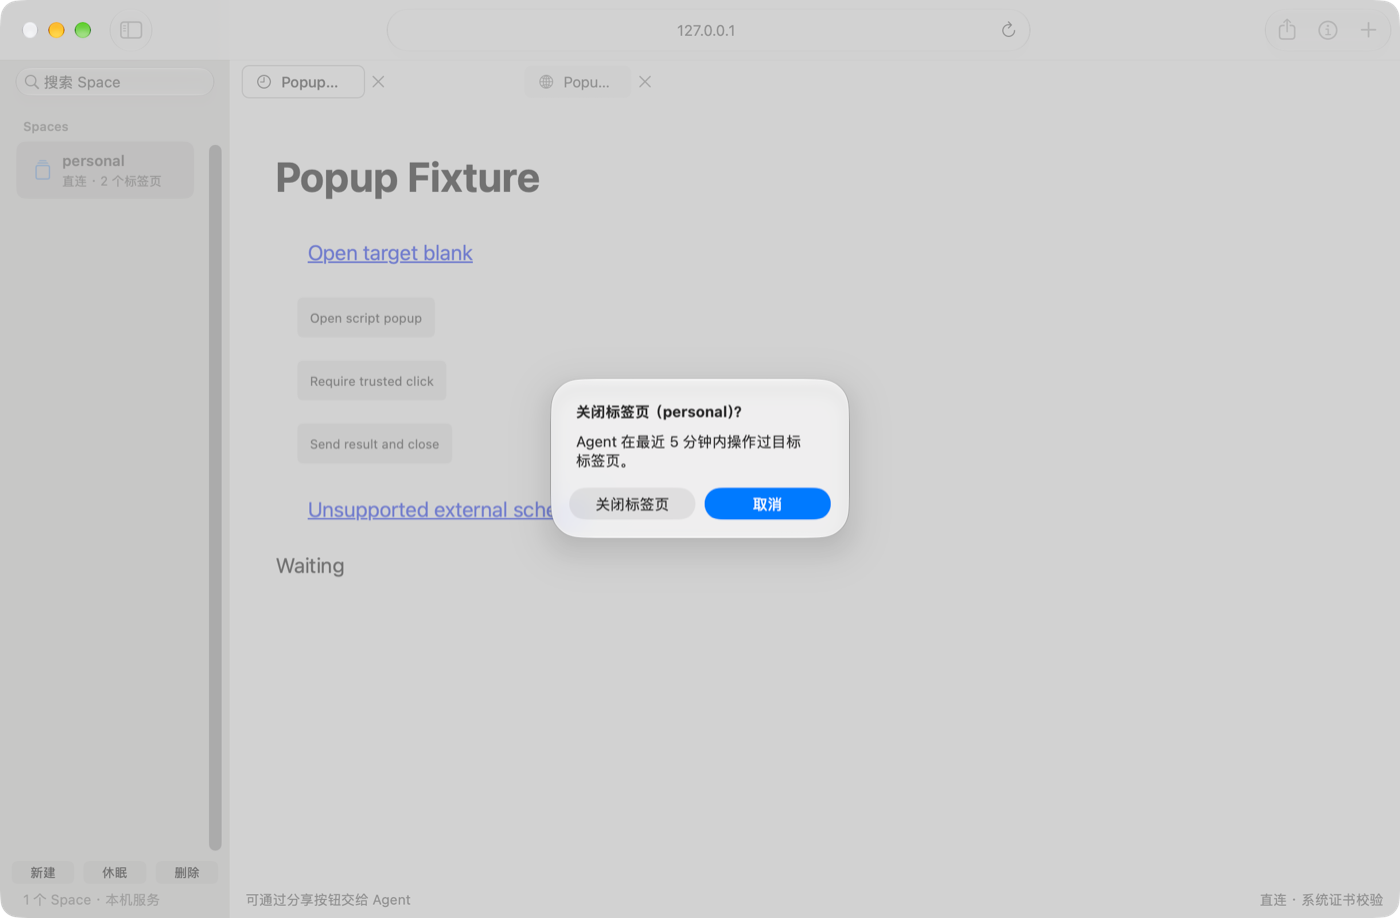 127.0.0.1
搜索 Space
Popup...
Popu...
Spaces
personal
直连 · 2 个标签页
Popup Fixture
Open target blank
Open script popup
Require trusted click
Send result and close
Unsupported external sche
Waiting
关闭标签页（personal)?
Agent 在最近 5 分钟内操作过目标
标签页。
关闭标签页
取消
新建
休眠
删除
1 个 Space · 本机服务
可通过分享按钮交给 Agent
直连 · 系统证书校验